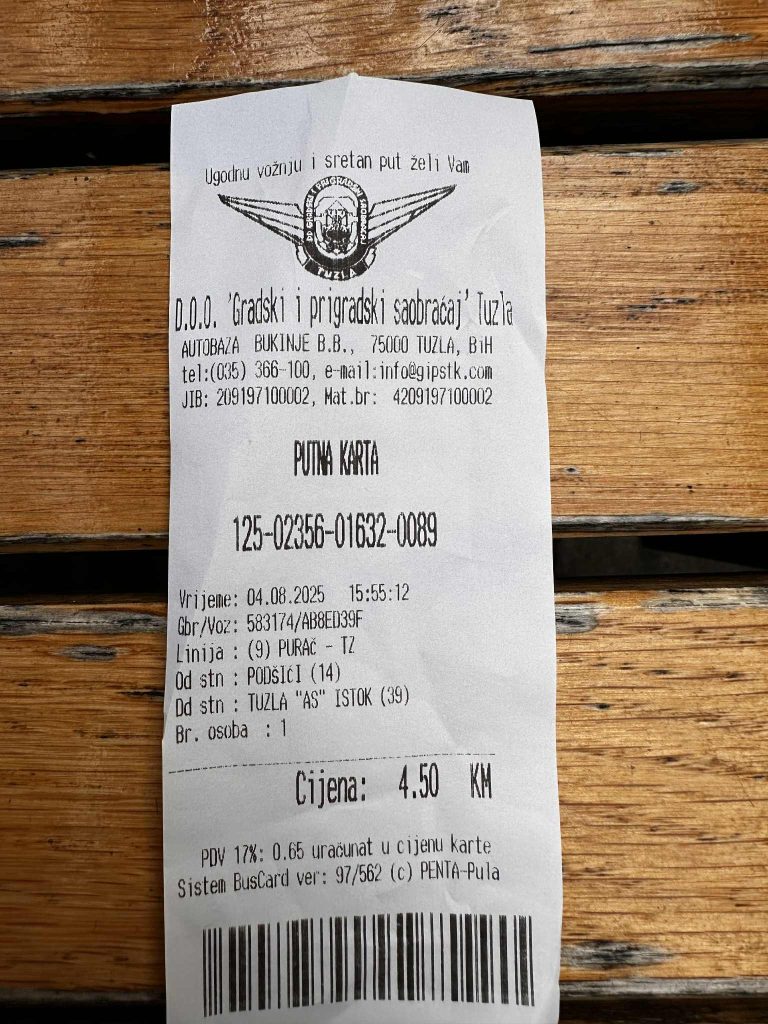 Ugodnu vožnju i sretan put želi Vam
TUZLA
D.O.O. 'Gradski i prigradski saobraćaj' Tuzla
AUTOBAZA BUKINJE B.B., 75000 TUZLA, BiH
tel:(035) 366-100, e-mail:info@gipstk.com
JIB: 209197100002, Mat.br: 4209197100002
PUTNA KARTA
125-02356-01632-0089
Vrijeme: 04.08.2025 15:55:12
Gbr/Voz: 583174/AB8ED39F
Linija : (9) PURAČ - TZ
Od stn : PODŠIĆI (14)
Dd stn : TUZLA "AS" ISTOK (39)
Br. osoba : 1
Cijena: 4.50 KM
PDV 17%: 0.65 uračunat u cijenu karte
Sistem BusCard ver: 97/562 (c) PENTA-Pula